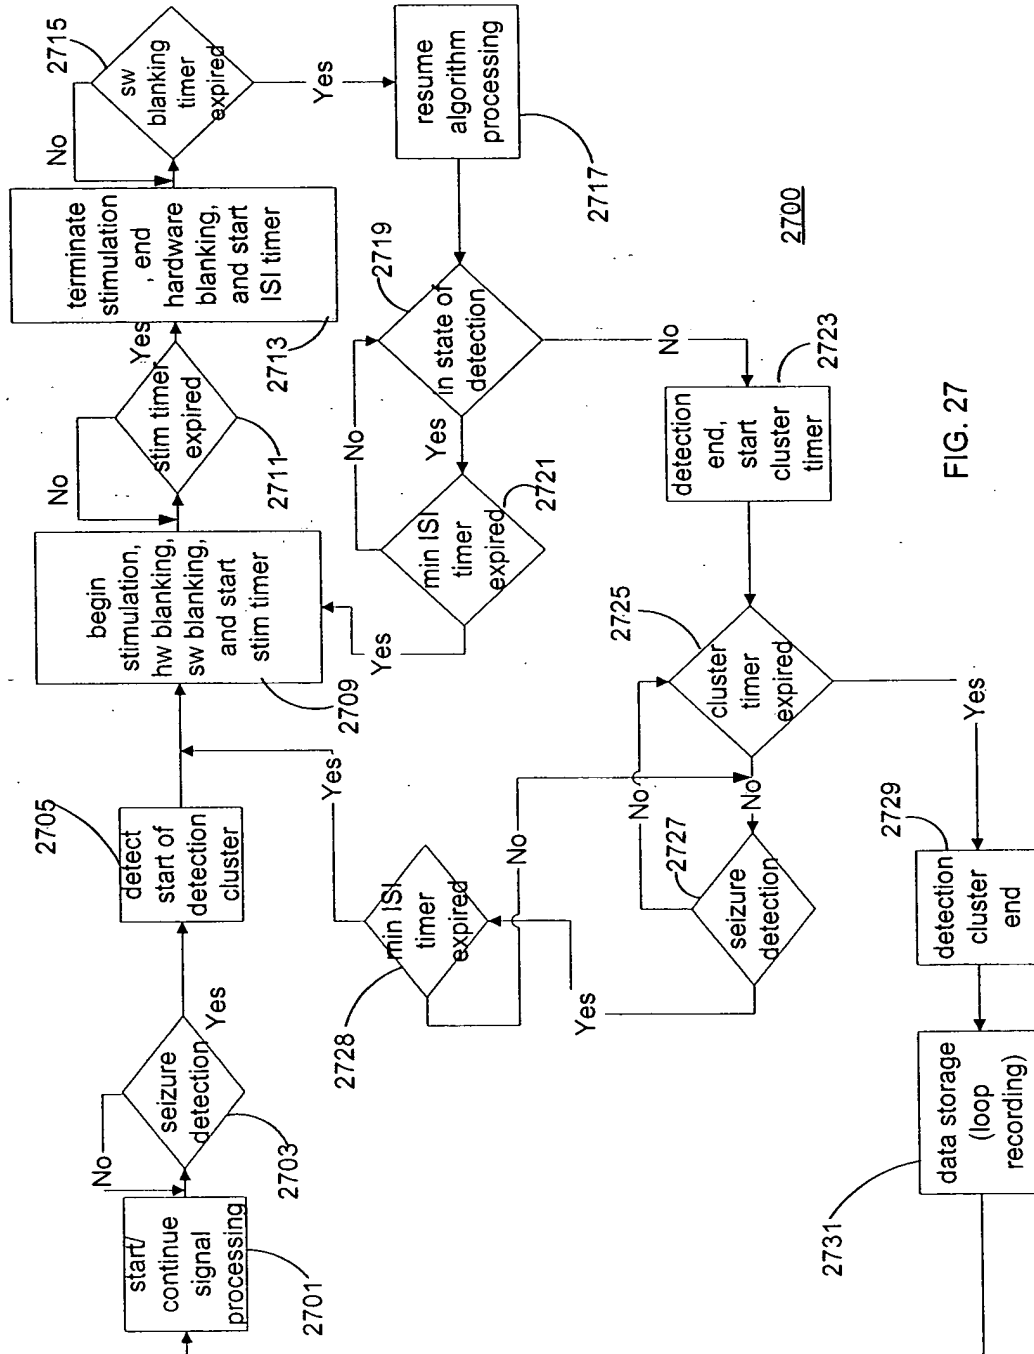 start/
continue
signal
processing
2701
No
seizure
detection
2703
Yes
detect
start of
detection
cluster
2705
begin
stimulation,
hw blanking,
sw blanking,
and start
stim timer
2709
No
stim timer
expired
2711
Yes
terminate
stimulation
, end
hardware
blanking,
and start
ISI timer
2713
No
sw
blanking
timer
expired
2715
Yes
resume
algorithm
processing
2717
in state of
detection
2719
Yes
No
min ISI
timer
expired
2721
No
Yes
detection
end,
start
cluster
timer
2723
cluster
timer
expired
2725
No
Yes
seizure
detection
2727
No
Yes
min ISI
timer
expired
2728
No
Yes
detection
cluster
end
2729
data storage
(loop
recording)
2731
2700
FIG. 27